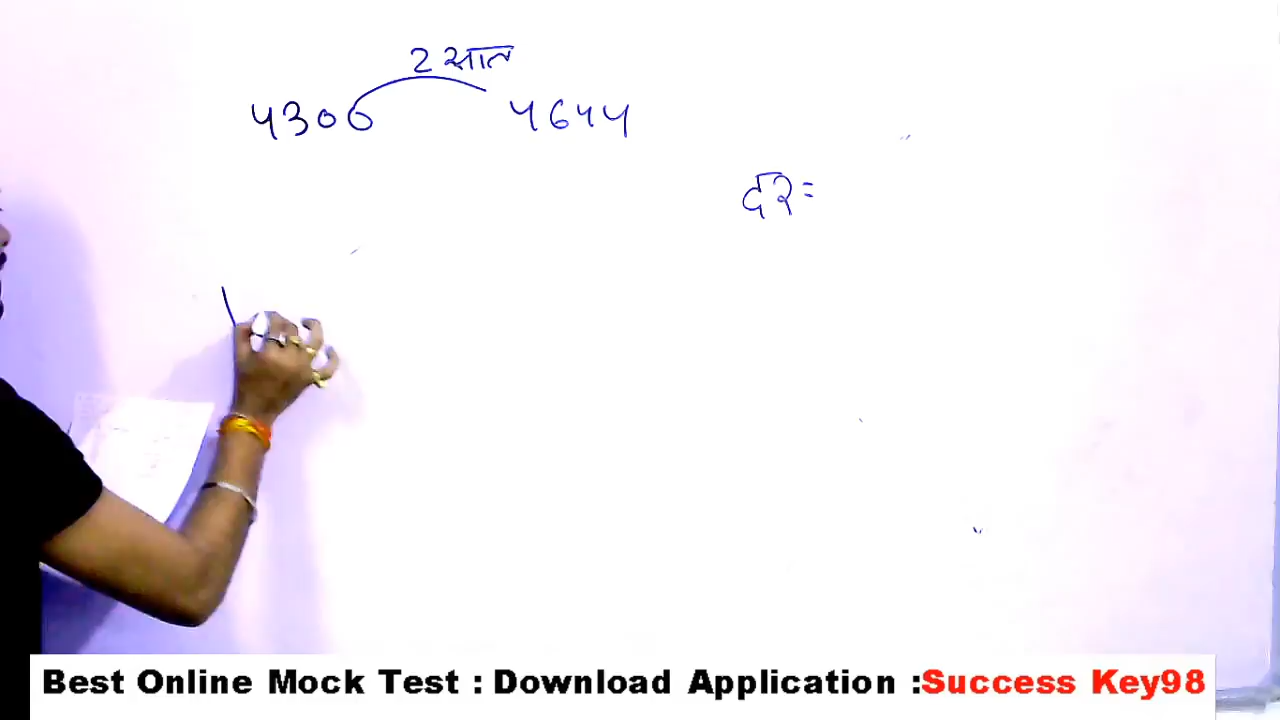 2 साल
4300 4644
दर=
Best Online Mock Test : Download Application :Success Key98